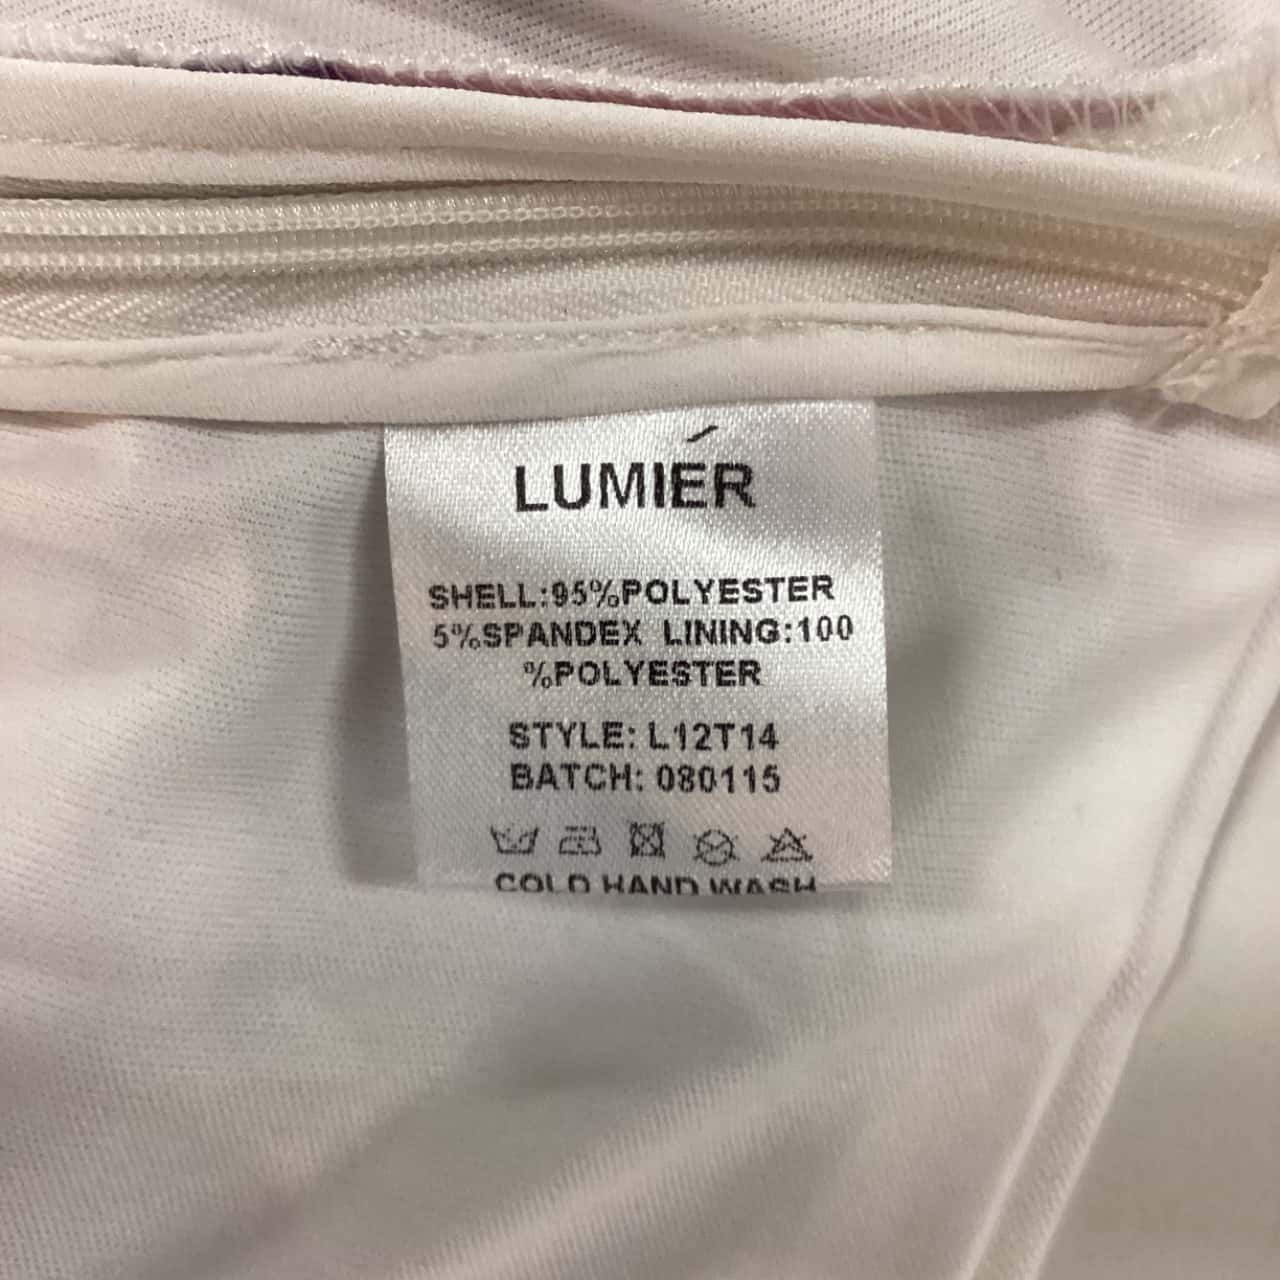 LUMIÉR
SHELL:95%POLYESTER
5%SPANDEX LINING:100
%POLYESTER
STYLE: L12T14
BATCH: 080115
COLD HAND WASH